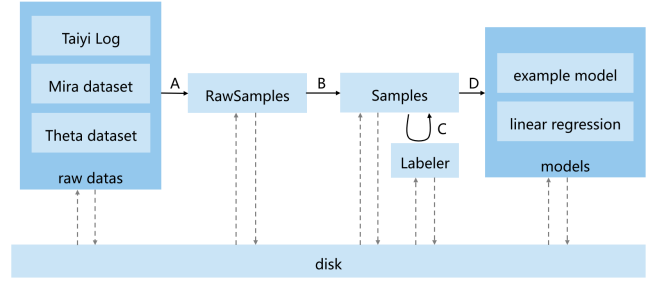 Taiyi Log
Mira dataset
Theta dataset
raw datas
A
RawSamples
B
Samples
C
Labeler
D
example model
linear regression
models
disk